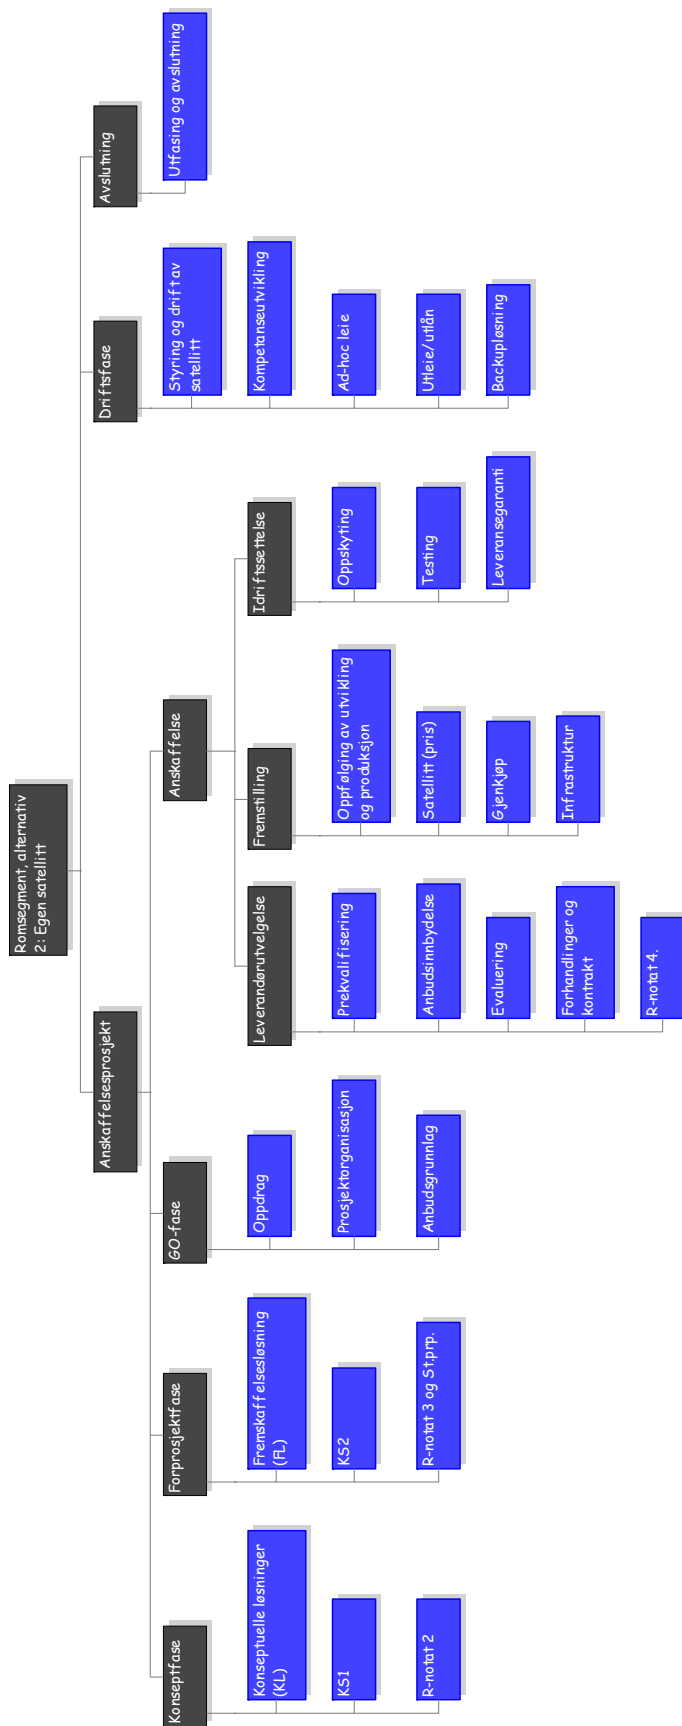 Romsegment, alternativ
2: Egen satellitt
Anskaffelsesprosjekt
Konseptfase
Konseptuelle løsninger
(KL)
KS1
R-notat 2
Forprosjektfase
Fremskaffelsesløsning
(FL)
KS2
R-notat 3 og St.prp.
GO-fase
Oppdrag
Prosjektorganisasjon
Anbudsgrunnlag
Anskaffelse
Leverandørutvelgelse
Prekvalifisering
Anbudsinnbydelse
Evaluering
Forhandlinger og
kontrakt
R-notat 4.
Fremstilling
Oppfølging av utvikling
og produksjon
Satellitt (pris)
Gjenkjøp
Infrastruktur
Idriftssettelse
Oppskyting
Testing
Leveransegaranti
Driftsfase
Styring og drift av
satellitt
Kompetanseutvikling
Ad-hoc leie
Utleie/utlån
Backupløsning
Avslutning
Utfasing og avslutning